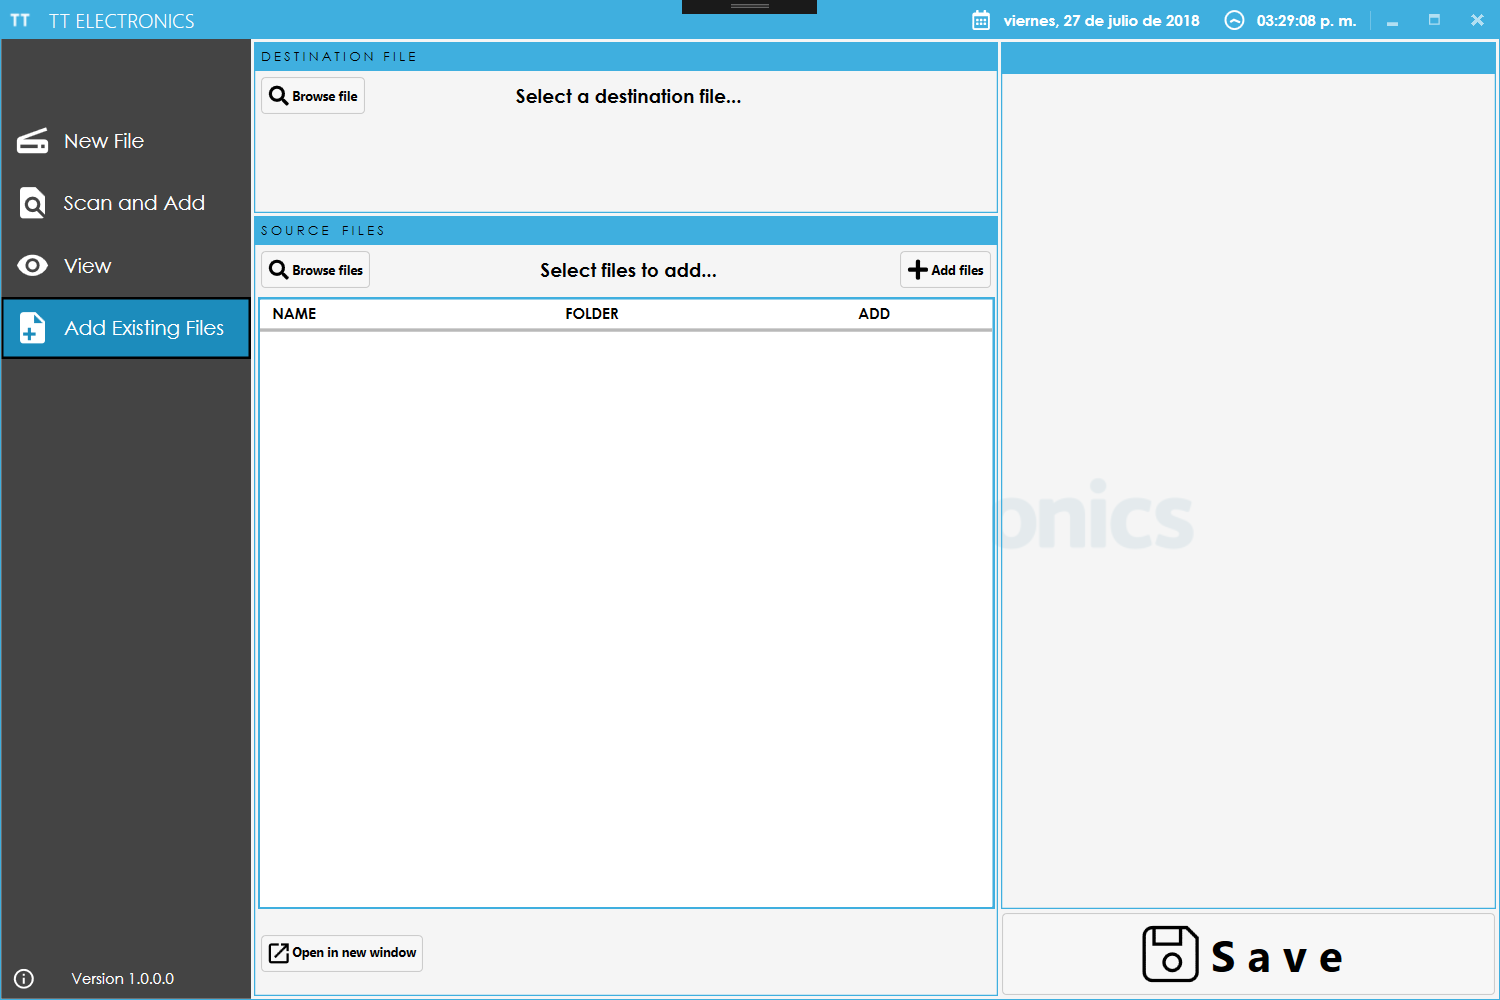 TT TT ELECTRONICS
viernes, 27 de julio de 2018 03:29:08 p. m.
New File
Scan and Add
View
Add Existing Files
Version 1.0.0.0
DESTINATION FILE
Browse file
Select a destination file...
SOURCE FILES
Browse files
Select files to add...
Add files
NAME FOLDER ADD
Open in new window
onics
Save